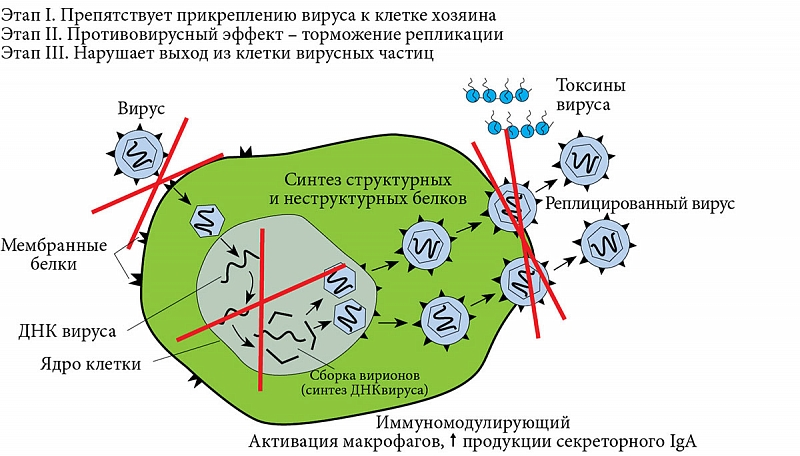 Этап I. Препятствует прикреплению вируса к клетке хозяина
Этап II. Противовирусный эффект – торможение репликации
Этап III. Нарушает выход из клетки вирусных частиц
Токсины
вируса
Вирус
Синтез структурных
и неструктурных белков
Реплицированный вирус
Мембранные
белки
ДНК вируса
Ядро клетки
Сборка вирионов
(синтез ДНКвируса)
Иммуномодулирующий
Активация макрофагов, ↑ продукции секреторного IgA